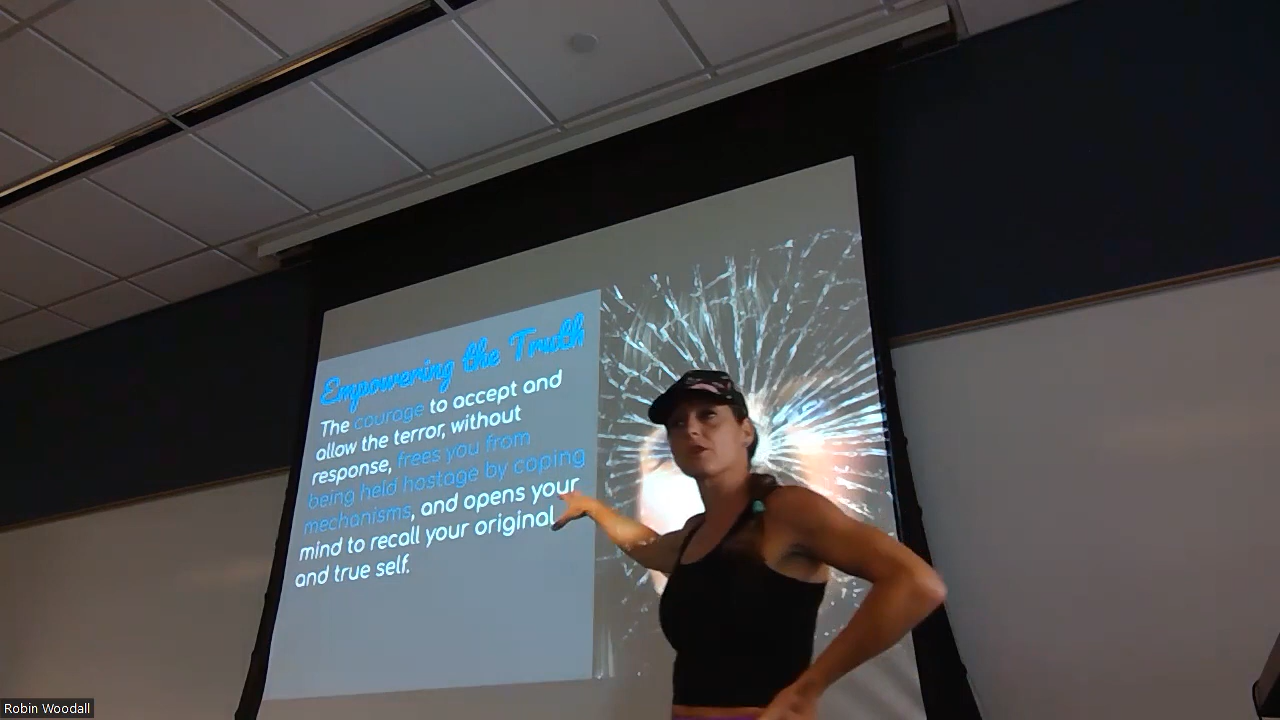 Empowering the Truth
The courage to accept and
allow the terror, without
response, frees you from
being held hostage by coping
mechanisms, and opens your
mind to recall your original
and true self.
Robin Woodall